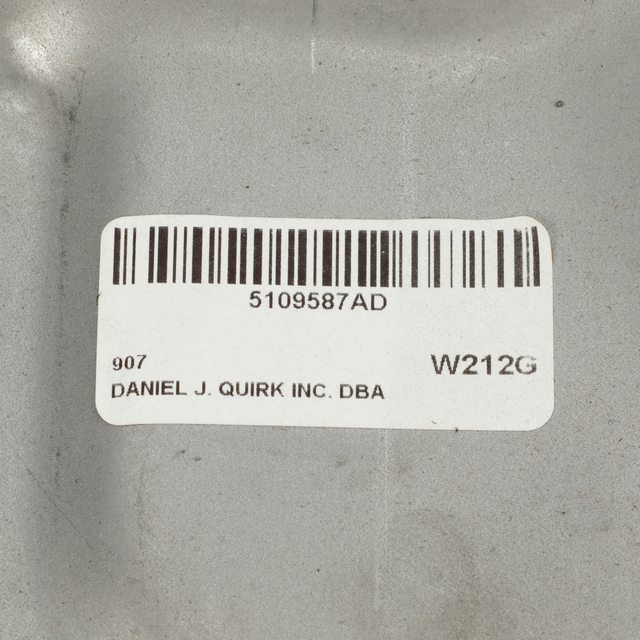 5109587AD
907 W212G
DANIEL J. QUIRK INC. DBA